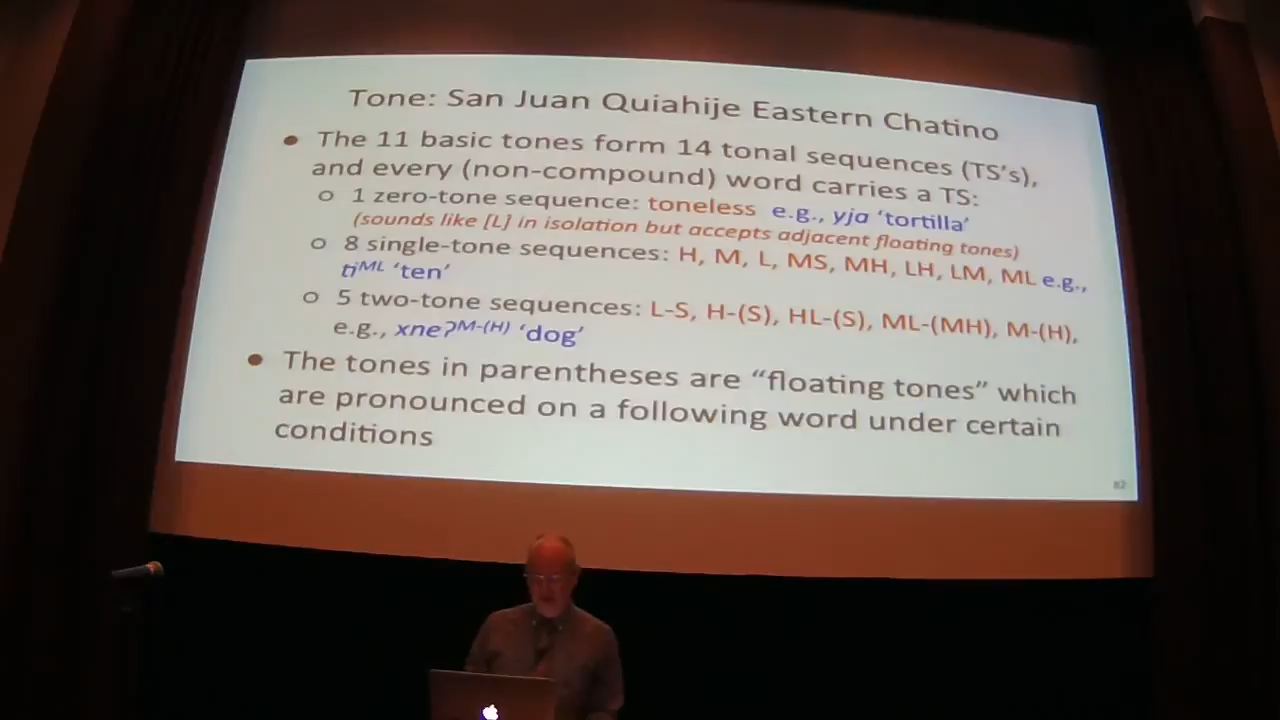 Tone: San Juan Quiahije Eastern Chatino
• The 11 basic tones form 14 tonal sequences (TS's),
and every (non-compound) word carries a TS:
o 1 zero-tone sequence: toneless e.g., yja ‘tortilla’
(sounds like [L] in isolation but accepts adjacent floating tones)
o 8 single-tone sequences: H, M, L, MS, MH, LH, LM, ML e.g.,
tiᴹᴸ ‘ten’
o 5 two-tone sequences: L-S, H-(S), HL-(S), ML-(MH), M-(H),
e.g., xneʔᴹ⁻⁽ᴴ⁾ ‘dog’
• The tones in parentheses are “floating tones” which
are pronounced on a following word under certain
conditions
82